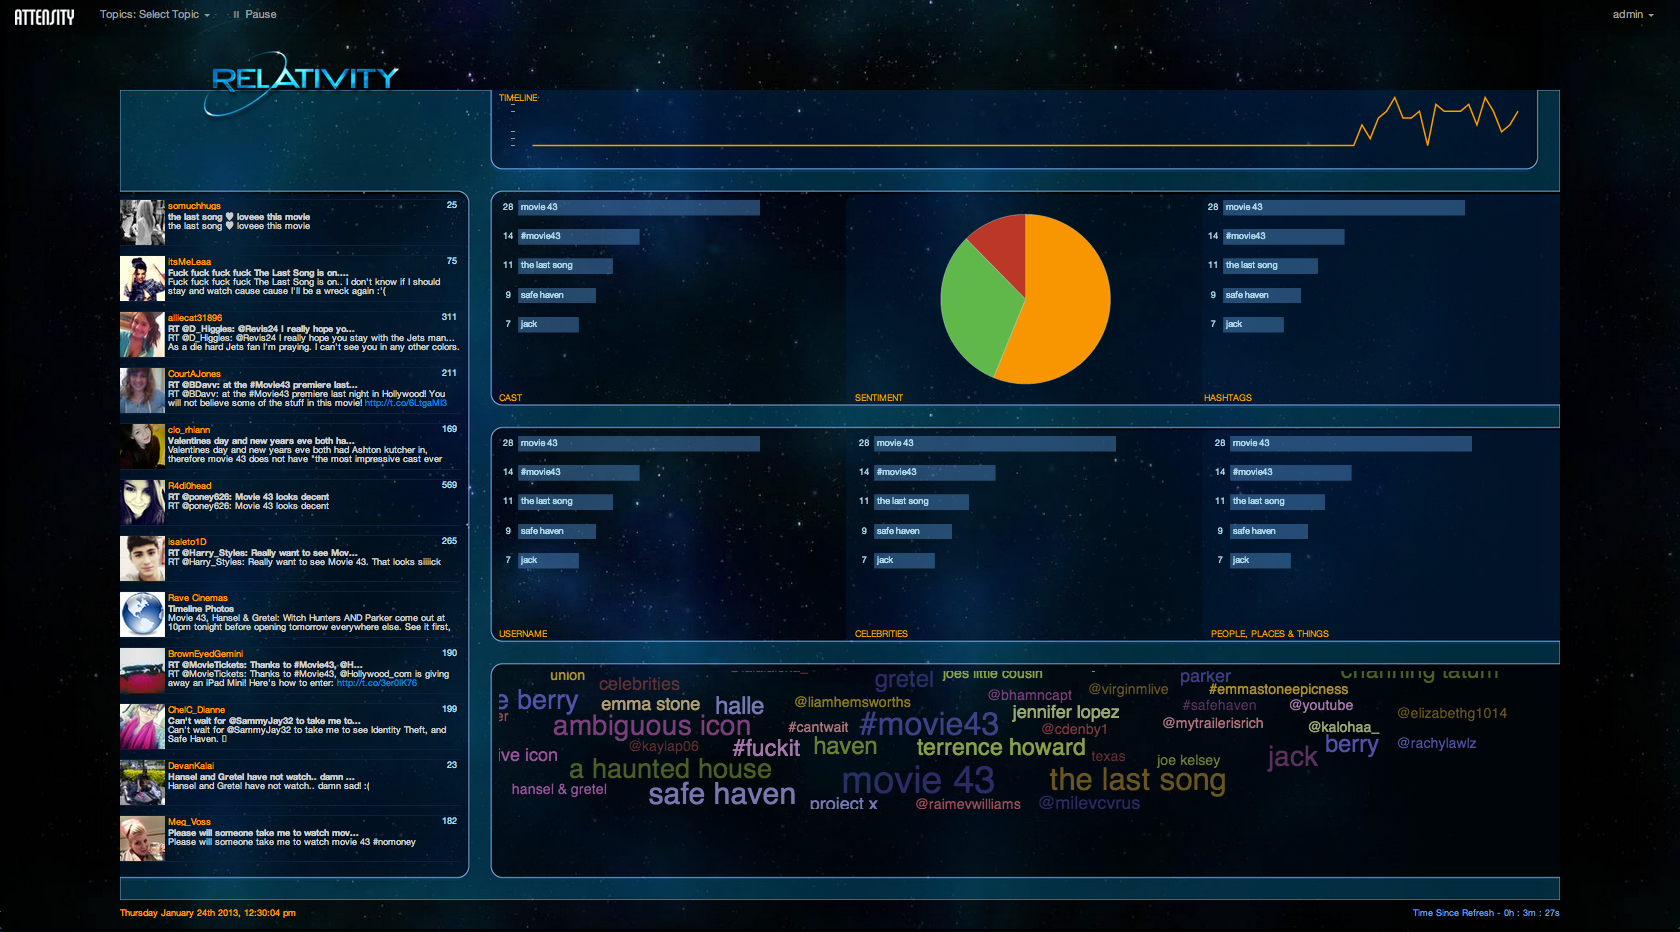 ATTENSITY
Topics: Select Topic
Pause
admin
RELATIVITY
TIMELINE
somuchhugs 25
the last song ♥ loveee this movie
the last song ♥ loveee this movie
itsMeLeaa 75
Fuck fuck fuck fuck The Last Song is on....
Fuck fuck fuck fuck The Last Song is on.. I don't know if I should
stay and watch cause cause I'll be a wreck again :'(
alliecat31896 311
RT @D_Higgles: @Revis24 I really hope yo...
RT @D_Higgles: @Revis24 I really hope you stay with the Jets man...
As a die hard Jets fan I'm praying. I can't see you in any other colors.
CourtAJones 211
RT @BDavv: at the #Movie43 premiere last...
RT @BDavv: at the #Movie43 premiere last night in Hollywood! You
will not believe some of the stuff in this movie! http://t.co/6LtgaMl3
clo_rhiann 169
Valentines day and new years eve both ha...
Valentines day and new years eve both had Ashton kutcher in,
therefore movie 43 does not have "the most impressive cast ever
R4di0head 569
RT @poney626: Movie 43 looks decent
RT @poney626: Movie 43 looks decent
isaleto1D 265
RT @Harry_Styles: Really want to see Mov...
RT @Harry_Styles: Really want to see Movie 43. That looks siiiick
Rave Cinemas
Timeline Photos
Movie 43, Hansel & Gretel: Witch Hunters AND Parker come out at
10pm tonight before opening tomorrow everywhere else. See it first,
BrownEyedGemini 190
RT @MovieTickets: Thanks to #Movie43, @H...
RT @MovieTickets: Thanks to #Movie43, @Hollywood_com is giving
away an iPad Mini! Here's how to enter: http://t.co/3er0IK76
ChelC_Dianne 199
Can't wait for @SammyJay32 to take me to...
Can't wait for @SammyJay32 to take me to see Identity Theft, and
Safe Haven.
DevanKalai 23
Hansel and Gretel have not watch.. damn ...
Hansel and Gretel have not watch.. damn sad! :(
Meg_Voss 182
Please will someone take me to watch mov...
Please will someone take me to watch movie 43 #nomoney
28 movie 43
14 #movie43
11 the last song
9 safe haven
7 jack
CAST
SENTIMENT
28 movie 43
14 #movie43
11 the last song
9 safe haven
7 jack
HASHTAGS
28 movie 43
14 #movie43
11 the last song
9 safe haven
7 jack
USERNAME
28 movie 43
14 #movie43
11 the last song
9 safe haven
7 jack
CELEBRITIES
28 movie 43
14 #movie43
11 the last song
9 safe haven
7 jack
PEOPLE, PLACES & THINGS
union joes little cousin channing tatum
celebrities gretel parker
e berry emma stone halle @liamhemsworths @bhamncapt @virginmlive #emmastoneepicness
er jennifer lopez #safehaven @youtube @elizabethg1014
ambiguous icon #cantwait #movie43 @cdenby1 @mytrailerisrich @kalohaa_
ive icon @kaylap06 #fuckit haven terrence howard texas joe kelsey jack berry @rachylawlz
a haunted house movie 43 the last song
hansel & gretel safe haven project x @raimevwilliams @milevcvrus
Thursday January 24th 2013, 12:30:04 pm
Time Since Refresh - 0h : 3m : 27s